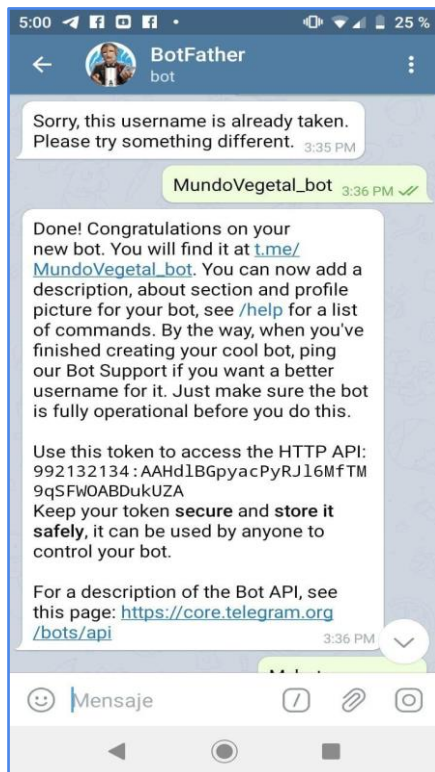 5:00
25 %
BotFather
bot
Sorry, this username is already taken.
Please try something different. 3:35 PM
MundoVegetal_bot 3:36 PM
Done! Congratulations on your
new bot. You will find it at t.me/
MundoVegetal_bot. You can now add a
description, about section and profile
picture for your bot, see /help for a list
of commands. By the way, when you've
finished creating your cool bot, ping
our Bot Support if you want a better
username for it. Just make sure the bot
is fully operational before you do this.
Use this token to access the HTTP API:
992132134:AAHdlBGpyacPyRJl6MfTM
9qSFWOABDukUZA
Keep your token secure and store it
safely, it can be used by anyone to
control your bot.
For a description of the Bot API, see
this page: https://core.telegram.org
/bots/api 3:36 PM
Mensaje